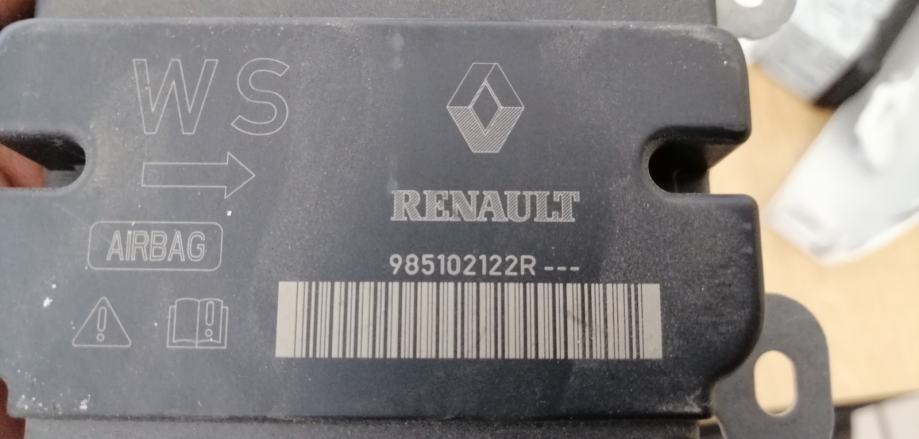 WS
RENAULT
AIRBAG
985102122R---